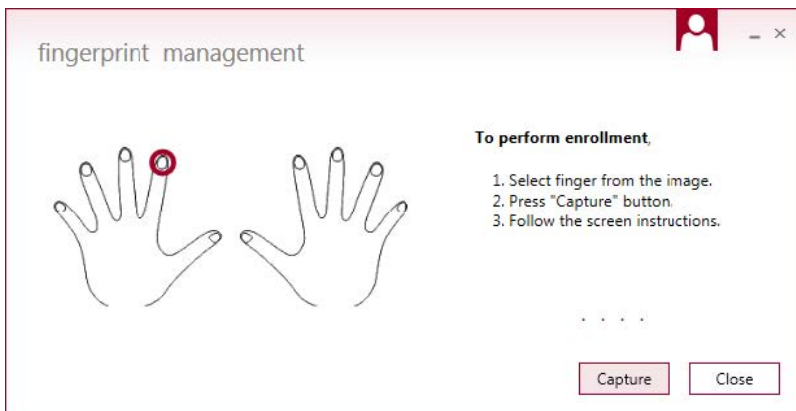 fingerprint management
To perform enrollment,
1. Select finger from the image.
2. Press "Capture" button.
3. Follow the screen instructions.
. . . .
Capture
Close